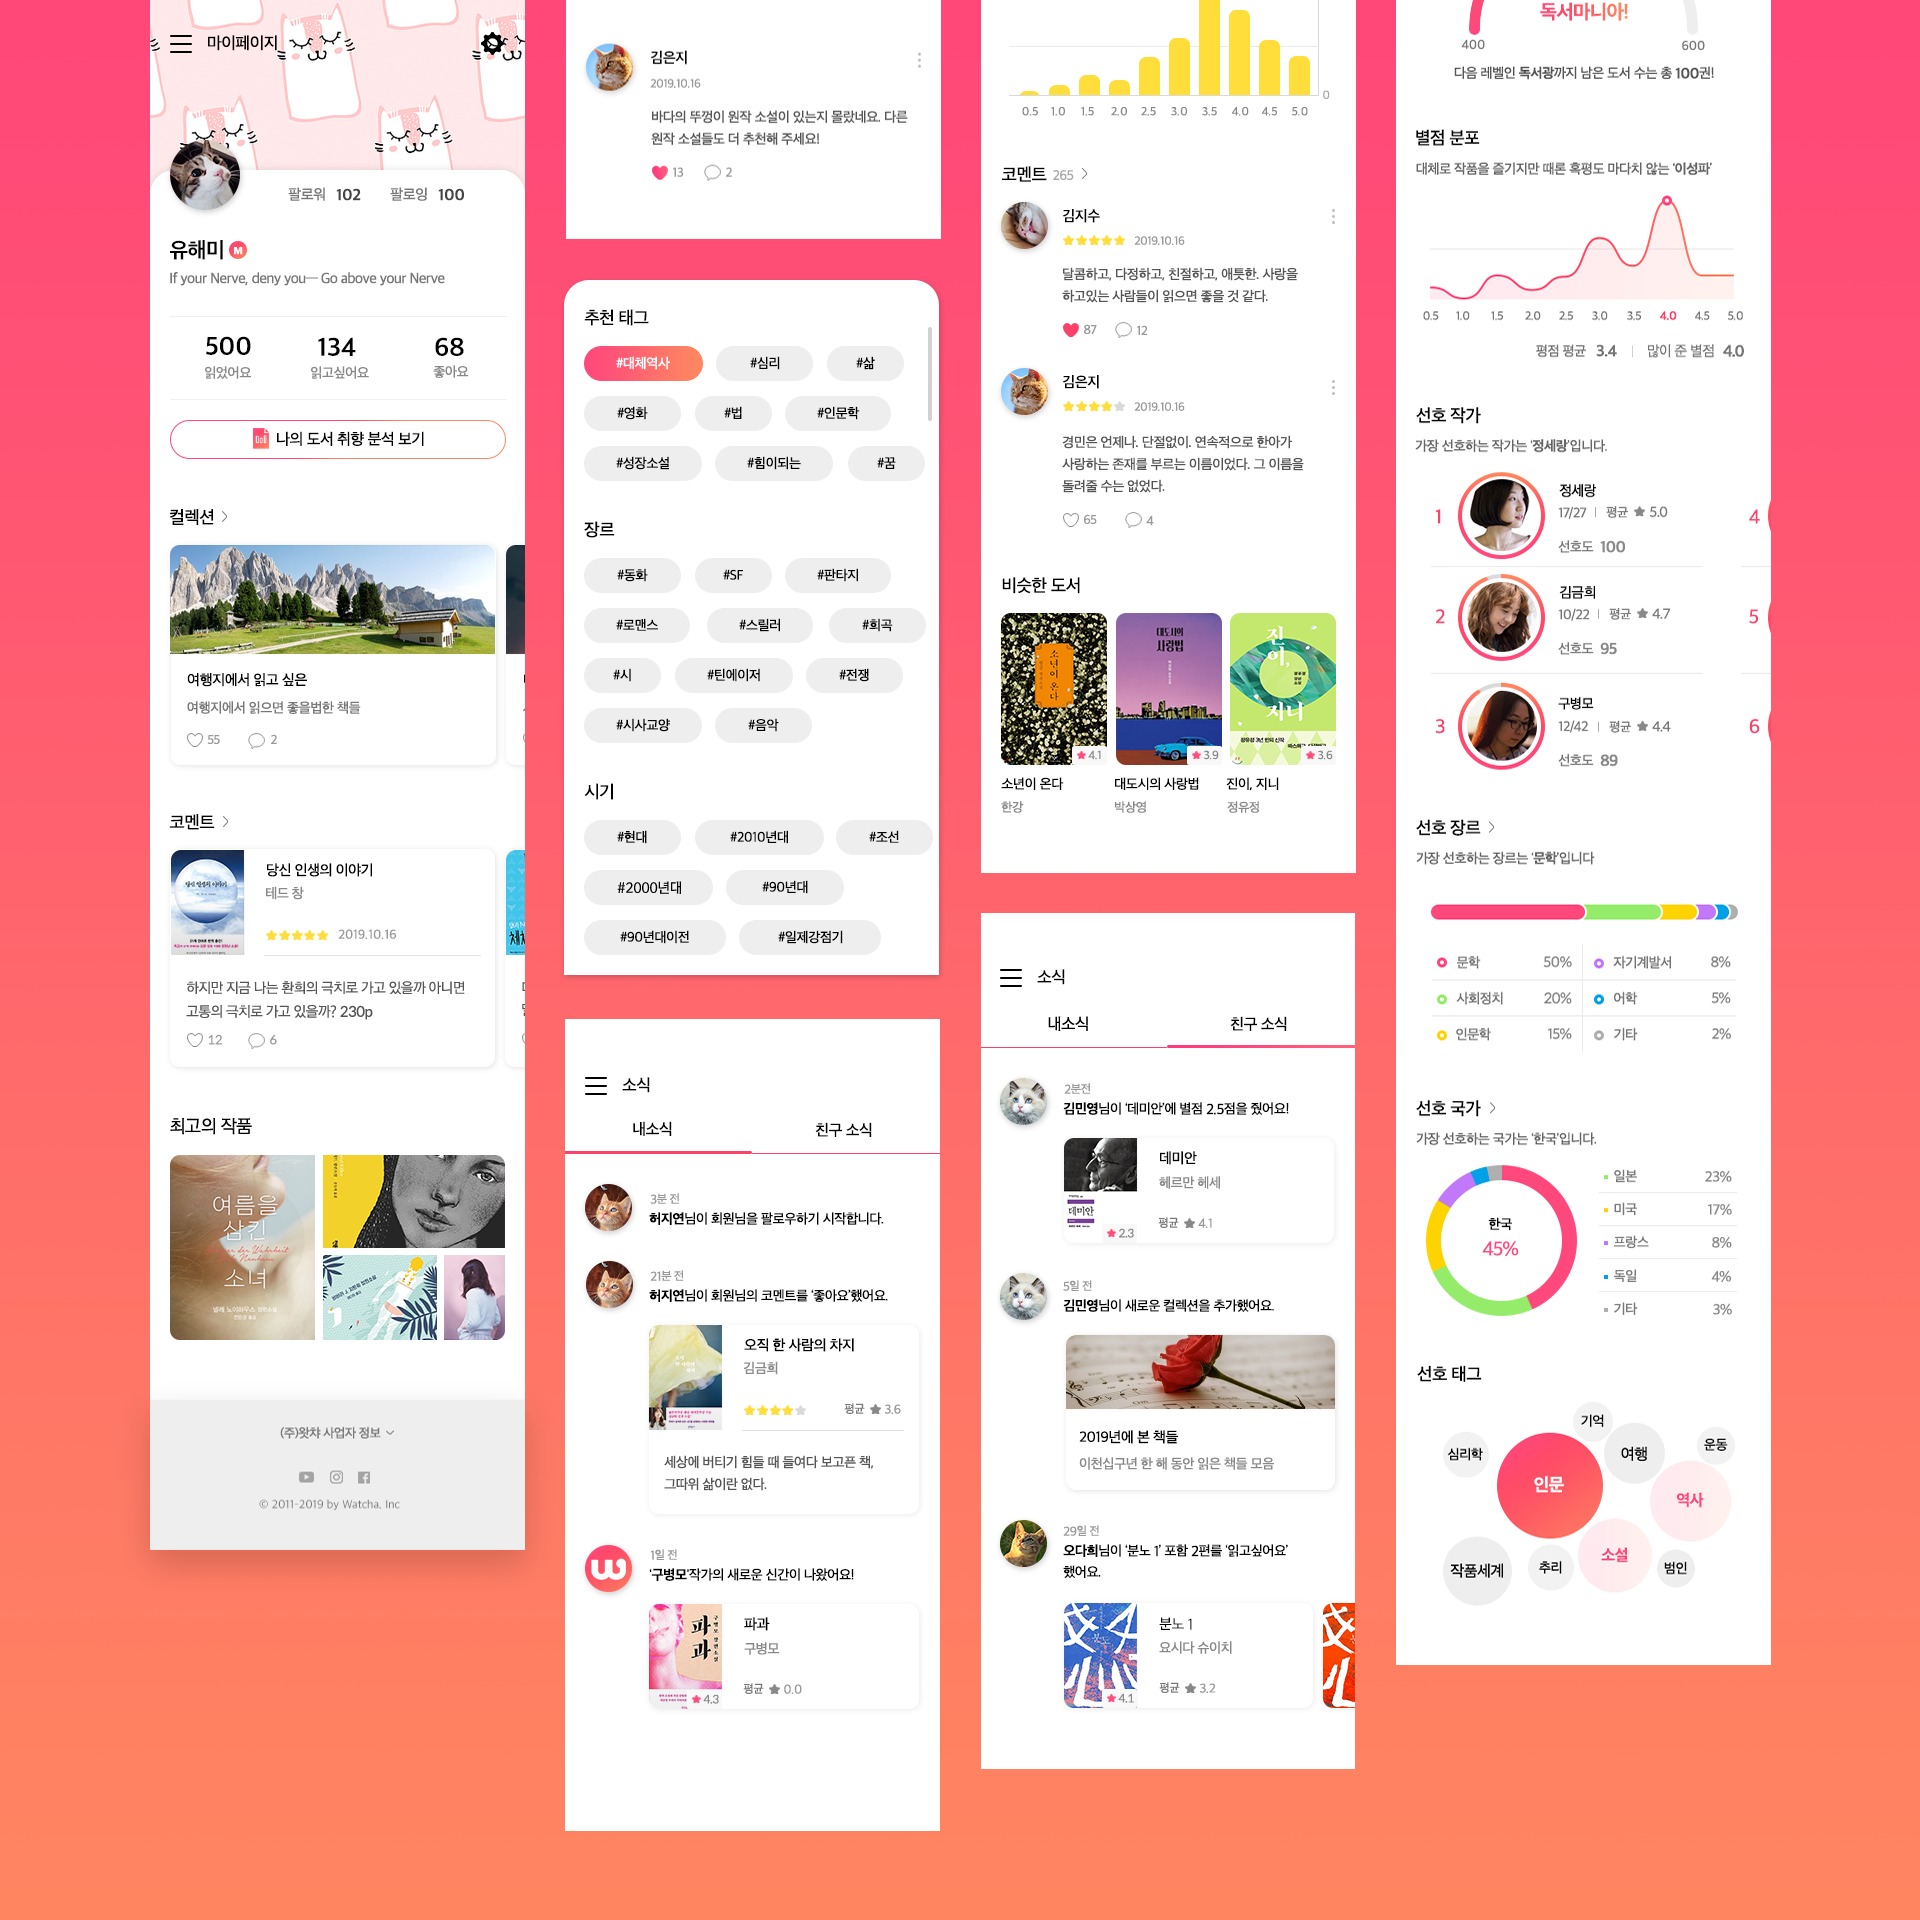 마이페이지
팔로워 102 팔로잉 100
유해미 M
If your Nerve, deny you— Go above your Nerve
500 134 68
읽었어요 읽고싶어요 좋아요
나의 도서 취향 분석 보기
컬렉션
여행지에서 읽고 싶은
여행지에서 읽으면 좋을법한 책들
55 2
코멘트
당신 인생의 이야기
당신 인생의 이야기
테드 창
2019.10.16
하지만 지금 나는 환희의 극치로 가고 있을까 아니면
고통의 극치로 가고 있을까? 230p
12 6
최고의 작품
여름을
삼킨
소녀
넬레 노이하우스
(주)왓챠 사업자 정보
© 2011-2019 by Watcha, Inc
김은지
2019.10.16
바다의 뚜껑이 원작 소설이 있는지 몰랐네요. 다른
원작 소설들도 더 추천해 주세요!
13 2
추천 태그
#대체역사 #심리 #삶
#영화 #법 #인문학
#성장소설 #힘이되는 #꿈
장르
#동화 #SF #판타지
#로맨스 #스릴러 #희곡
#시 #틴에이저 #전쟁
#시사교양 #음악
시기
#현대 #2010년대 #조선
#2000년대 #90년대
#90년대이전 #일제강점기
소식
내소식 친구 소식
3분 전
허지연님이 회원님을 팔로우하기 시작합니다.
21분 전
허지연님이 회원님의 코멘트를 '좋아요'했어요.
오직 한 사람의 차지
김금희
평균 3.6
세상에 버티기 힘들 때 들여다 보고픈 책,
그따위 삶이란 없다.
1일 전
'구병모'작가의 새로운 신간이 나왔어요!
파과
파과
구병모
평균 0.0
4.3
0
0.5 1.0 1.5 2.0 2.5 3.0 3.5 4.0 4.5 5.0
코멘트 265
김지수
2019.10.16
달콤하고, 다정하고, 친절하고, 애틋한. 사랑을
하고있는 사람들이 읽으면 좋을 것 같다.
87 12
김은지
2019.10.16
경민은 언제나. 단절없이. 연속적으로 한아가
사랑하는 존재를 부르는 이름이었다. 그 이름을
돌려줄 수는 없었다.
65 4
비슷한 도서
소년이 온다
대도시의
사랑법
진이,
지니
4.1 3.9 3.6
소년이 온다 대도시의 사랑법 진이, 지니
한강 박상영 정유정
소식
내소식 친구 소식
2분전
김민영님이 '데미안'에 별점 2.5점을 줬어요!
데미안
데미안
헤르만 헤세
평균 4.1
2.3
5일 전
김민영님이 새로운 컬렉션을 추가했어요.
2019년에 본 책들
이천십구년 한 해 동안 읽은 책들 모음
29일 전
오다희님이 '분노 1' 포함 2편를 '읽고싶어요'
했어요.
분노 1
요시다 슈이치
평균 3.2
4.1
독서마니아!
400 600
다음 레벨인 독서광까지 남은 도서 수는 총 100권!
별점 분포
대체로 작품을 즐기지만 때론 혹평도 마다치 않는 '이성파'
0.5 1.0 1.5 2.0 2.5 3.0 3.5 4.0 4.5 5.0
평점 평균 3.4 많이 준 별점 4.0
선호 작가
가장 선호하는 작가는 '정세랑'입니다.
1 정세랑 4
17/27 평균 5.0
선호도 100
2 김금희 5
10/22 평균 4.7
선호도 95
3 구병모 6
12/42 평균 4.4
선호도 89
선호 장르
가장 선호하는 장르는 '문학'입니다
문학 50% 자기계발서 8%
사회정치 20% 어학 5%
인문학 15% 기타 2%
선호 국가
가장 선호하는 국가는 '한국'입니다.
한국
45%
일본 23%
미국 17%
프랑스 8%
독일 4%
기타 3%
선호 태그
기억
심리학 여행 운동
인문
역사
소설
작품세계 추리 범인